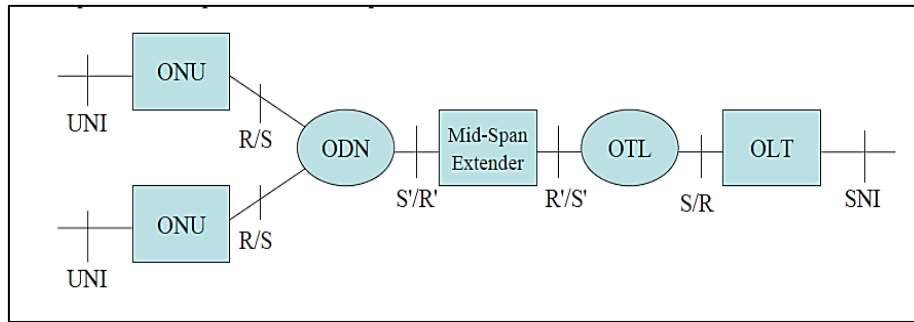 ONU
UNI
R/S
ODN
S'/R'
Mid-Span
Extender
R'/S'
OTL
S/R
OLT
SNI
ONU
R/S
UNI